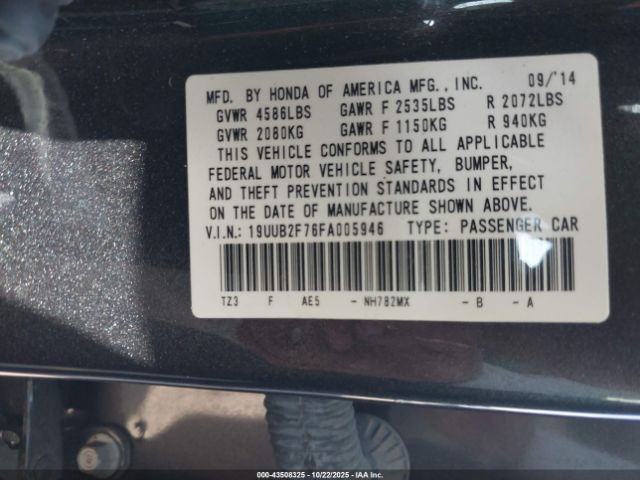 MFD. BY HONDA OF AMERICA MFG., INC. 09/'14
GVWR 4586LBS GAWR F 2535LBS R 2072LBS
GVWR 2080KG GAWR F 1150KG R 940KG
THIS VEHICLE CONFORMS TO ALL APPLICABLE
FEDERAL MOTOR VEHICLE SAFETY, BUMPER,
AND THEFT PREVENTION STANDARDS IN EFFECT
ON THE DATE OF MANUFACTURE SHOWN ABOVE.
V.I.N.: 19UUB2F76FA005946 TYPE: PASSENGER CAR
TZ3 F AE5 - NH782MX - B - A
000-43508325 - 10/22/2025 - IAA Inc.